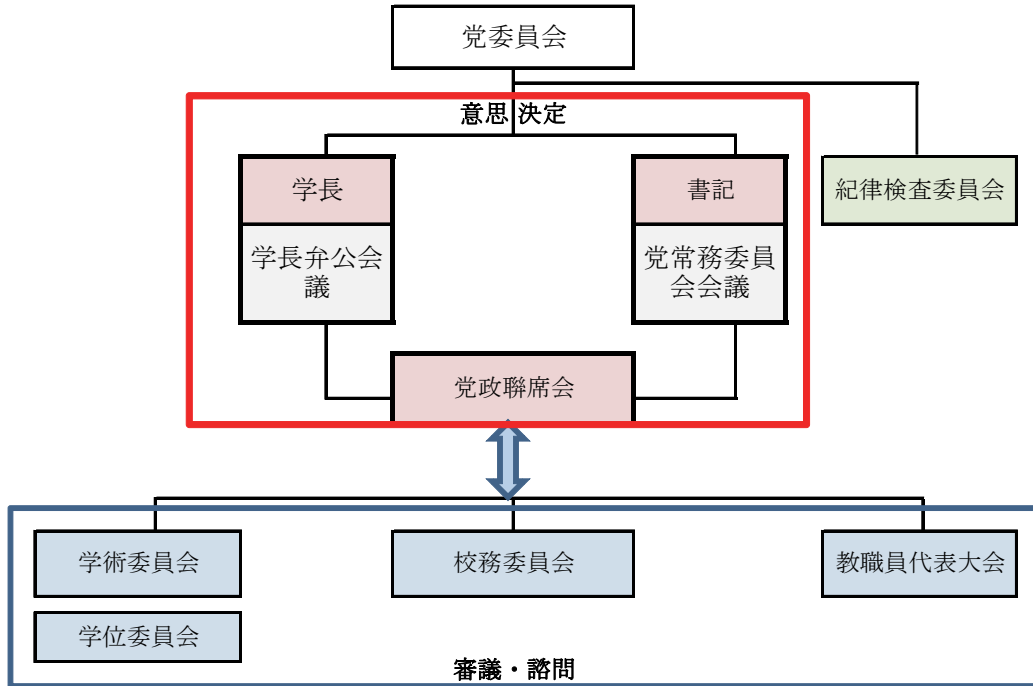 党委員会
意思 決定
学長
書記
紀律検査委員会
学長弁公会
議
党常務委員
会会議
党政聨席会
学術委員会
校務委員会
教職員代表大会
学位委員会
審議・諮問